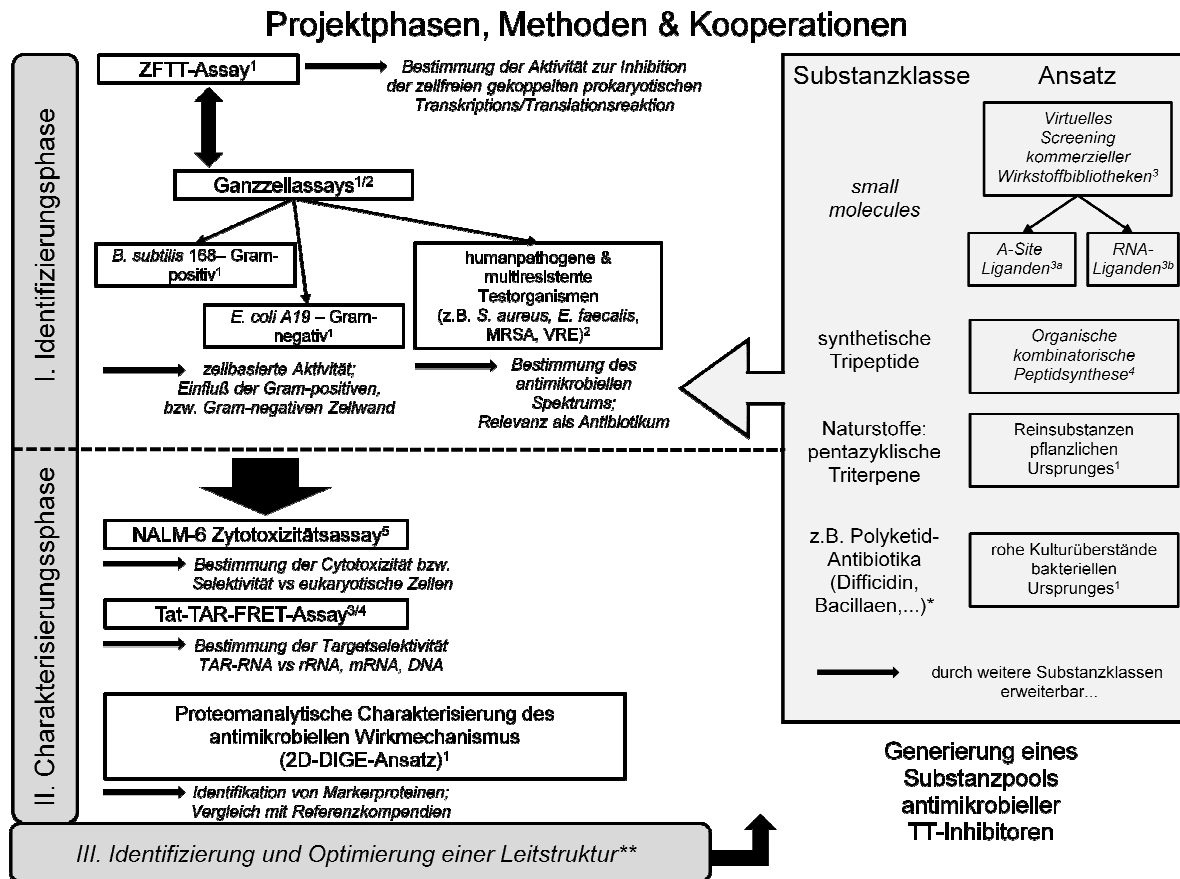 Projektphasen, Methoden & Kooperationen
I. Identifizierungsphase
ZFTT-Assay¹
Bestimmung der Aktivität zur Inhibition
der zellfreien gekoppelten prokaryotischen
Transkriptions/Translationsreaktion
Ganzzellassays¹/²
B. subtilis 168– Gram-
positiv¹
E. coli A19 – Gram-
negativ¹
humanpathogene &
multiresistente
Testorganismen
(z.B. S. aureus, E. faecalis,
MRSA, VRE)²
zellbasierte Aktivität;
Einfluß der Gram-positiven,
bzw. Gram-negativen Zellwand
Bestimmung des
antimikrobiellen
Spektrums;
Relevanz als Antibiotikum
II. Charakterisierungssphase
NALM-6 Zytotoxizitätsassay⁵
Bestimmung der Cytotoxizität bzw.
Selektivität vs eukaryotische Zellen
Tat-TAR-FRET-Assay³/⁴
Bestimmung der Targetselektivität
TAR-RNA vs rRNA, mRNA, DNA
Proteomanalytische Charakterisierung des
antimikrobiellen Wirkmechanismus
(2D-DIGE-Ansatz)¹
Identifikation von Markerproteinen;
Vergleich mit Referenzkompendien
III. Identifizierung und Optimierung einer Leitstruktur**
Substanzklasse
Ansatz
small
molecules
Virtuelles
Screening
kommerzieller
Wirkstoffbibliotheken³
A-Site
Liganden³ᵃ
RNA-
Liganden³ᵇ
synthetische
Tripeptide
Organische
kombinatorische
Peptidsynthese⁴
Naturstoffe:
pentazyklische
Triterpene
Reinsubstanzen
pflanzlichen
Ursprunges¹
z.B. Polyketid-
Antibiotika
(Difficidin,
Bacillaen,...)*
rohe Kulturüberstände
bakteriellen
Ursprunges¹
durch weitere Substanzklassen
erweiterbar...
Generierung eines
Substanzpools
antimikrobieller
TT-Inhibitoren